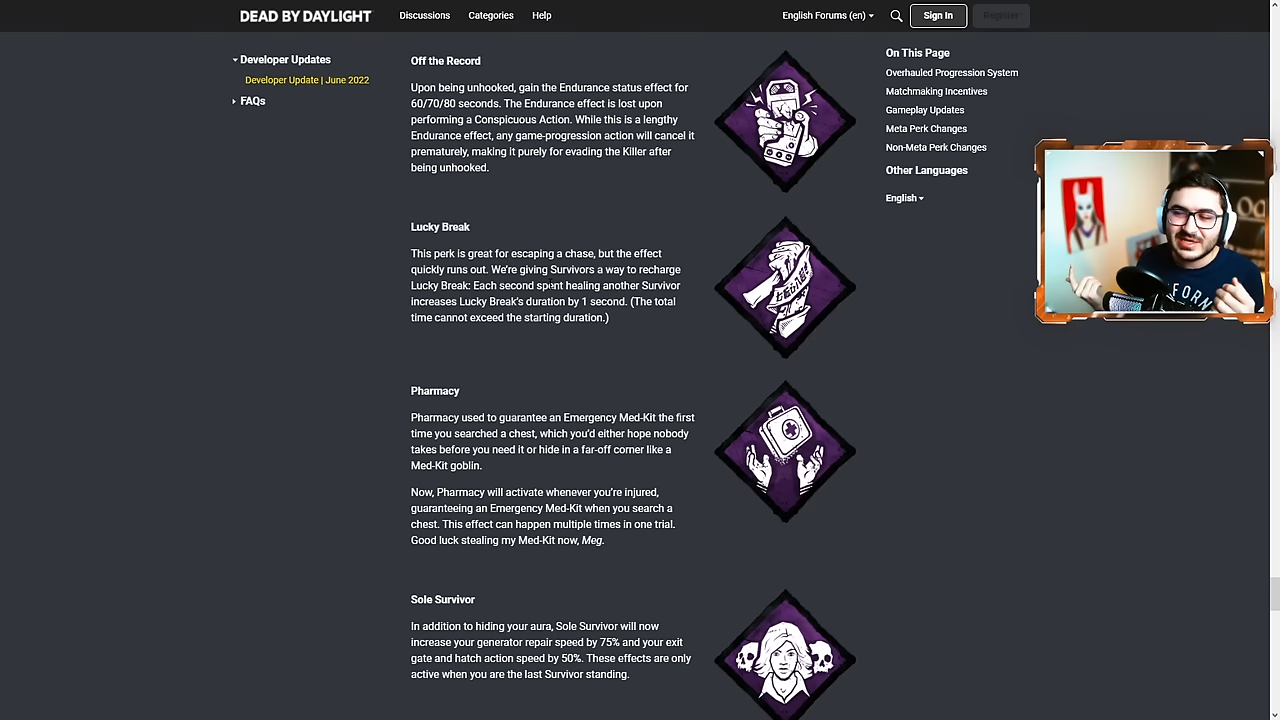 DEAD BY DAYLIGHT
Discussions
Categories
Help
English Forums (en)
Sign In
Register
Developer Updates
Developer Update | June 2022
FAQs
Off the Record
Upon being unhooked, gain the Endurance status effect for
60/70/80 seconds. The Endurance effect is lost upon
performing a Conspicuous Action. While this is a lengthy
Endurance effect, any game-progression action will cancel it
prematurely, making it purely for evading the Killer after
being unhooked.
Lucky Break
This perk is great for escaping a chase, but the effect
quickly runs out. We're giving Survivors a way to recharge
Lucky Break: Each second spent healing another Survivor
increases Lucky Break's duration by 1 second. (The total
time cannot exceed the starting duration.)
Pharmacy
Pharmacy used to guarantee an Emergency Med-Kit the first
time you searched a chest, which you'd either hope nobody
takes before you need it or hide in a far-off corner like a
Med-Kit goblin.
Now, Pharmacy will activate whenever you're injured,
guaranteeing an Emergency Med-Kit when you search a
chest. This effect can happen multiple times in one trial.
Good luck stealing my Med-Kit now, Meg.
Sole Survivor
In addition to hiding your aura, Sole Survivor will now
increase your generator repair speed by 75% and your exit
gate and hatch action speed by 50%. These effects are only
active when you are the last Survivor standing.
On This Page
Overhauled Progression System
Matchmaking Incentives
Gameplay Updates
Meta Perk Changes
Non-Meta Perk Changes
Other Languages
English
FORN